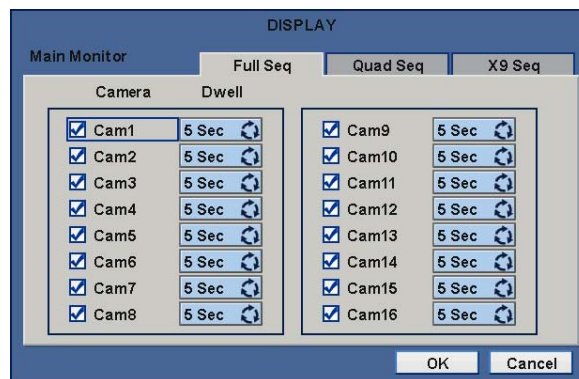 DISPLAY
Main Monitor
Full Seq
Quad Seq
X9 Seq
Camera Dwell
Cam1 5 Sec
Cam2 5 Sec
Cam3 5 Sec
Cam4 5 Sec
Cam5 5 Sec
Cam6 5 Sec
Cam7 5 Sec
Cam8 5 Sec
Cam9 5 Sec
Cam10 5 Sec
Cam11 5 Sec
Cam12 5 Sec
Cam13 5 Sec
Cam14 5 Sec
Cam15 5 Sec
Cam16 5 Sec
OK
Cancel